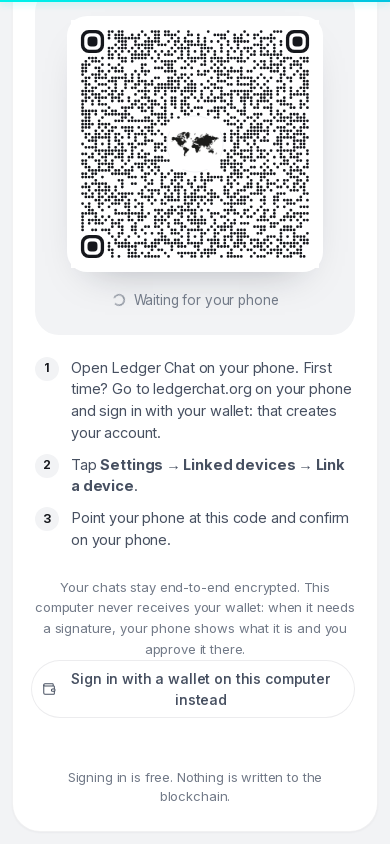 Waiting for your phone
1 Open Ledger Chat on your phone. First
time? Go to ledgerchat.org on your phone
and sign in with your wallet: that creates
your account.
2 Tap Settings → Linked devices → Link
a device.
3 Point your phone at this code and confirm
on your phone.
Your chats stay end-to-end encrypted. This
computer never receives your wallet: when it needs
a signature, your phone shows what it is and you
approve it there.
Sign in with a wallet on this computer
instead
Signing in is free. Nothing is written to the
blockchain.